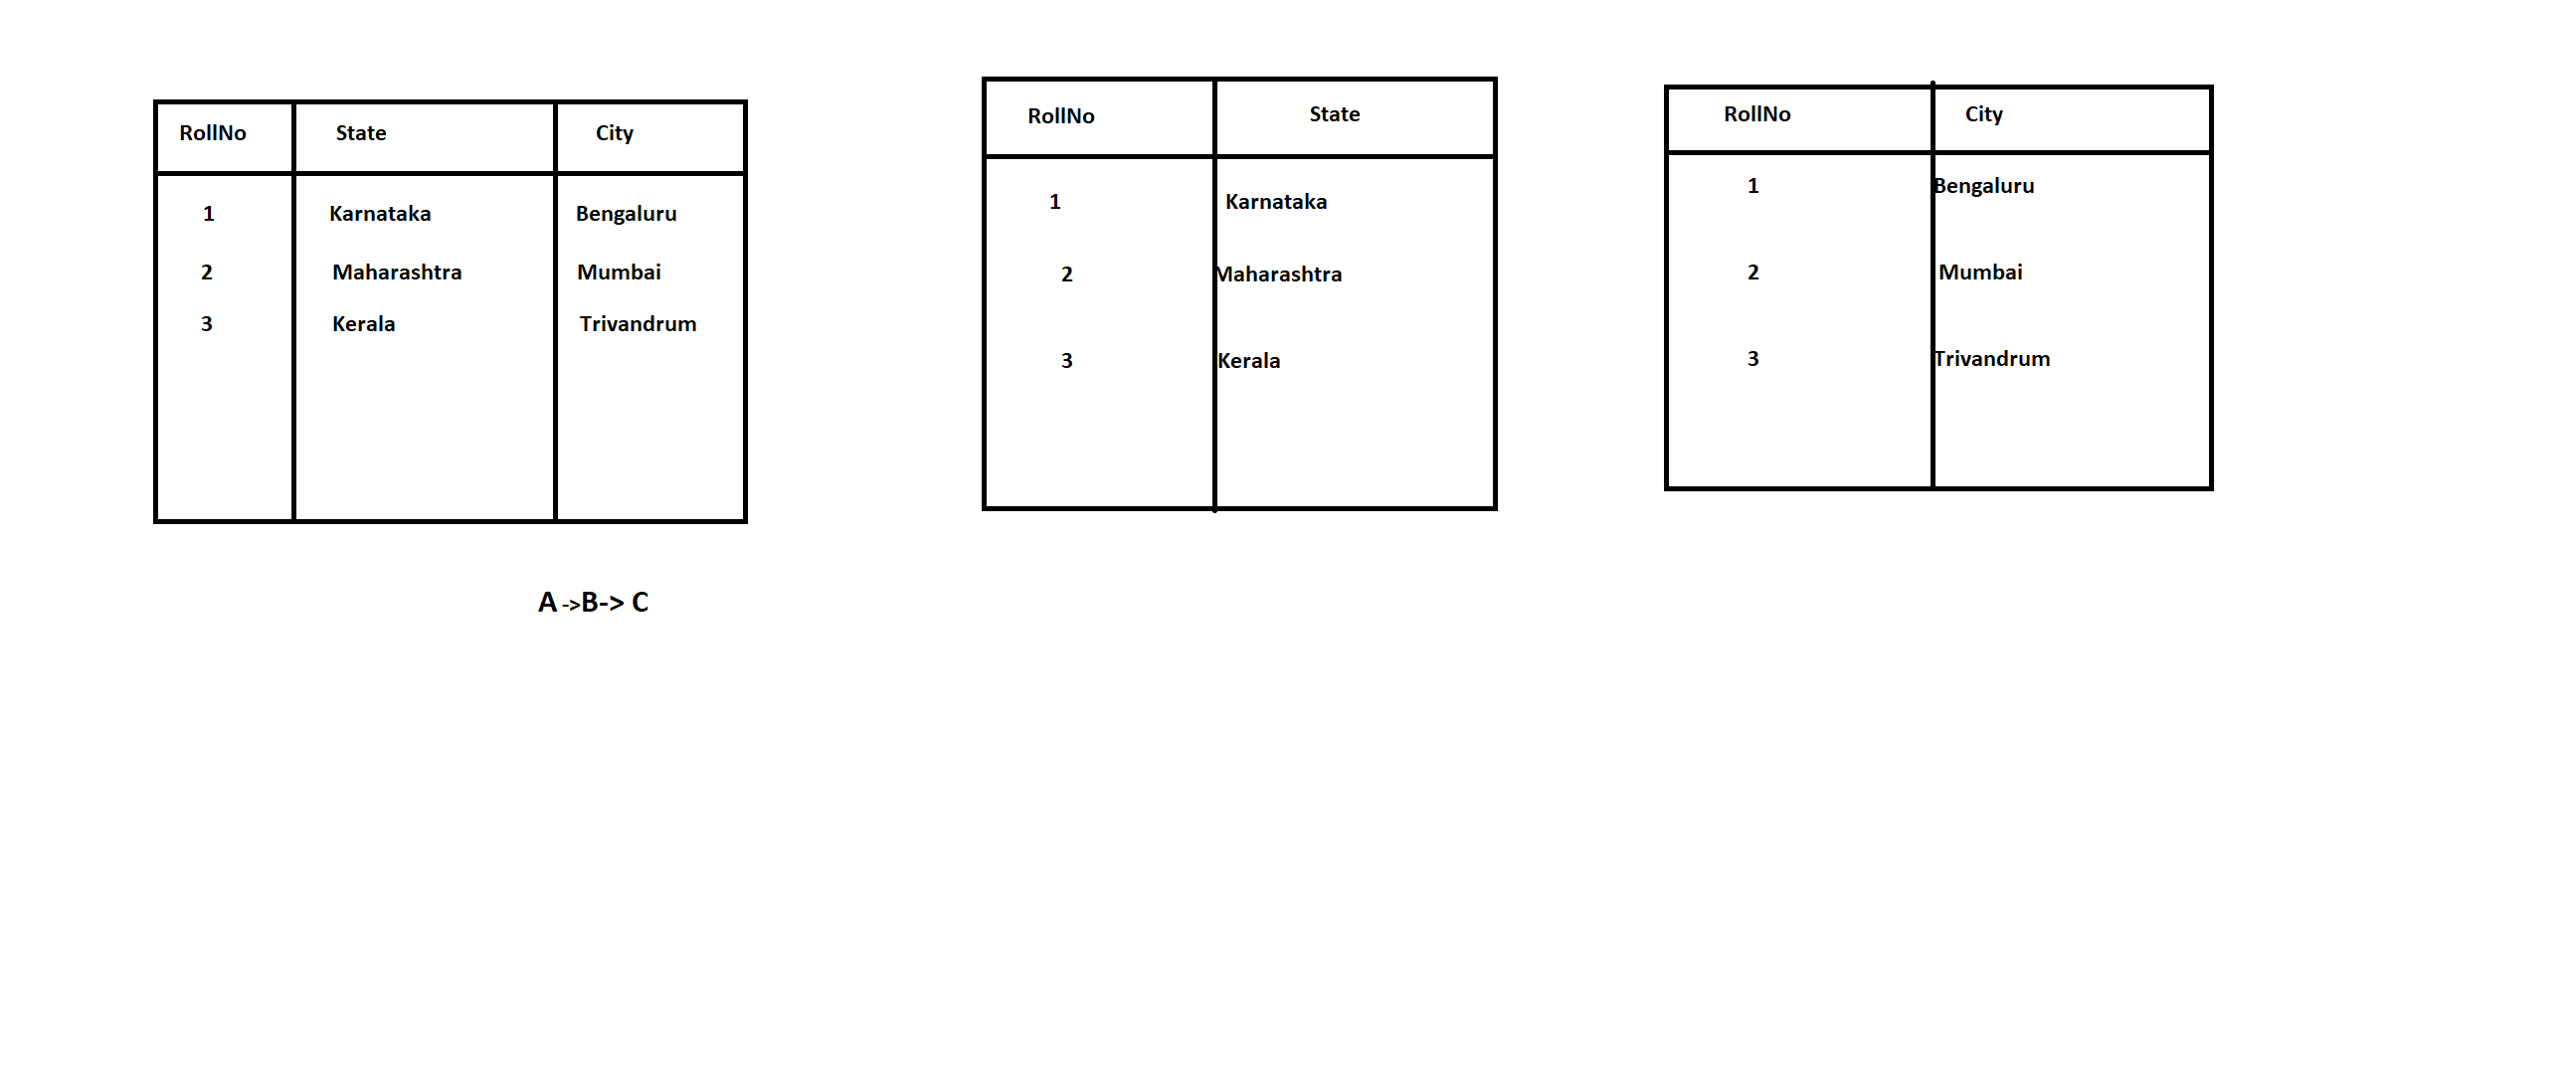 RollNo State City
1 Karnataka Bengaluru
2 Maharashtra Mumbai
3 Kerala Trivandrum
A ->B-> C
RollNo State
1 Karnataka
2 Maharashtra
3 Kerala
RollNo City
1 Bengaluru
2 Mumbai
3 Trivandrum